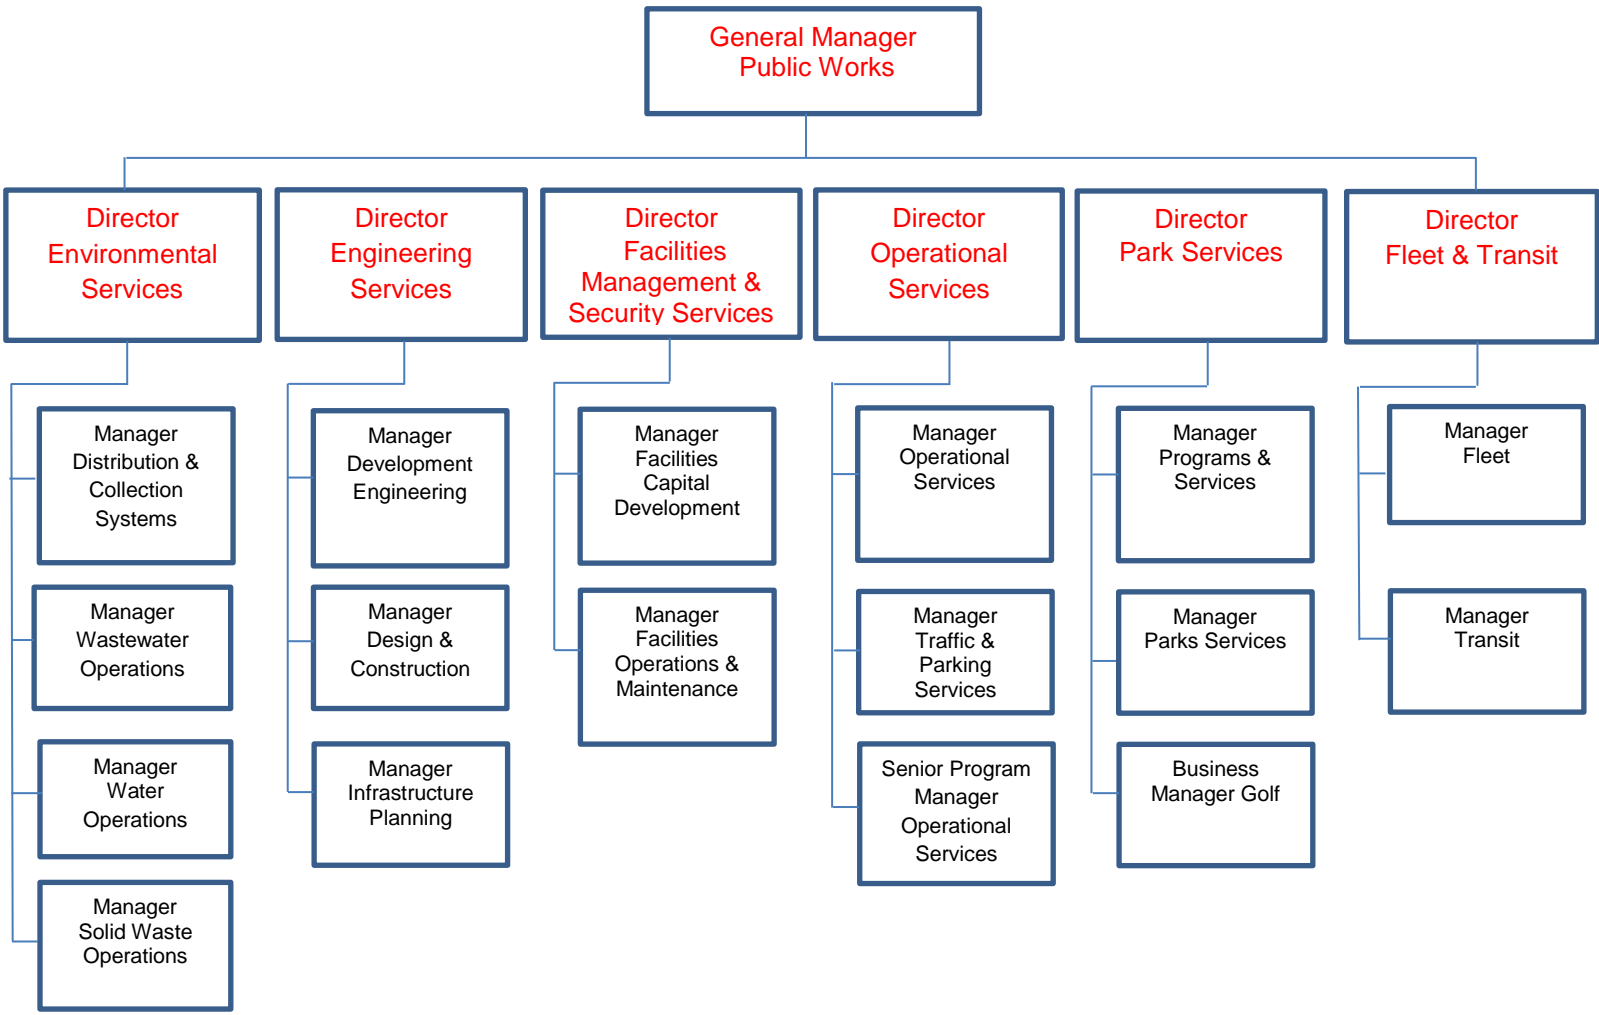 General Manager
Public Works
Director
Environmental
Services
Director
Engineering
Services
Director
Facilities
Management &
Security Services
Director
Operational
Services
Director
Park Services
Director
Fleet & Transit
Manager
Distribution &
Collection
Systems
Manager
Wastewater
Operations
Manager
Water
Operations
Manager
Solid Waste
Operations
Manager
Development
Engineering
Manager
Design &
Construction
Manager
Infrastructure
Planning
Manager
Facilities
Capital
Development
Manager
Facilities
Operations &
Maintenance
Manager
Operational
Services
Manager
Traffic &
Parking
Services
Senior Program
Manager
Operational
Services
Manager
Programs &
Services
Manager
Parks Services
Business
Manager Golf
Manager
Fleet
Manager
Transit